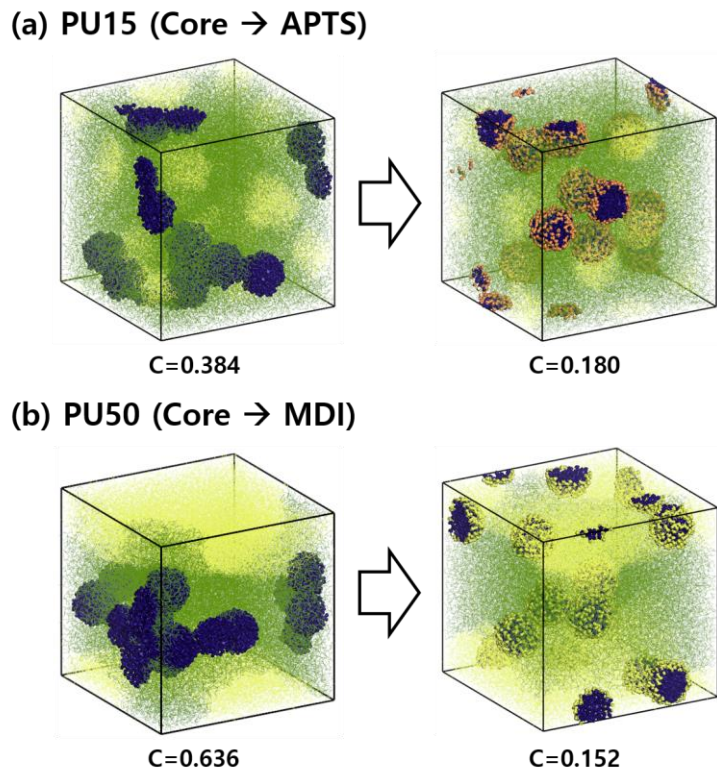 (a) PU15 (Core → APTS)
C=0.384
C=0.180
(b) PU50 (Core → MDI)
C=0.636
C=0.152